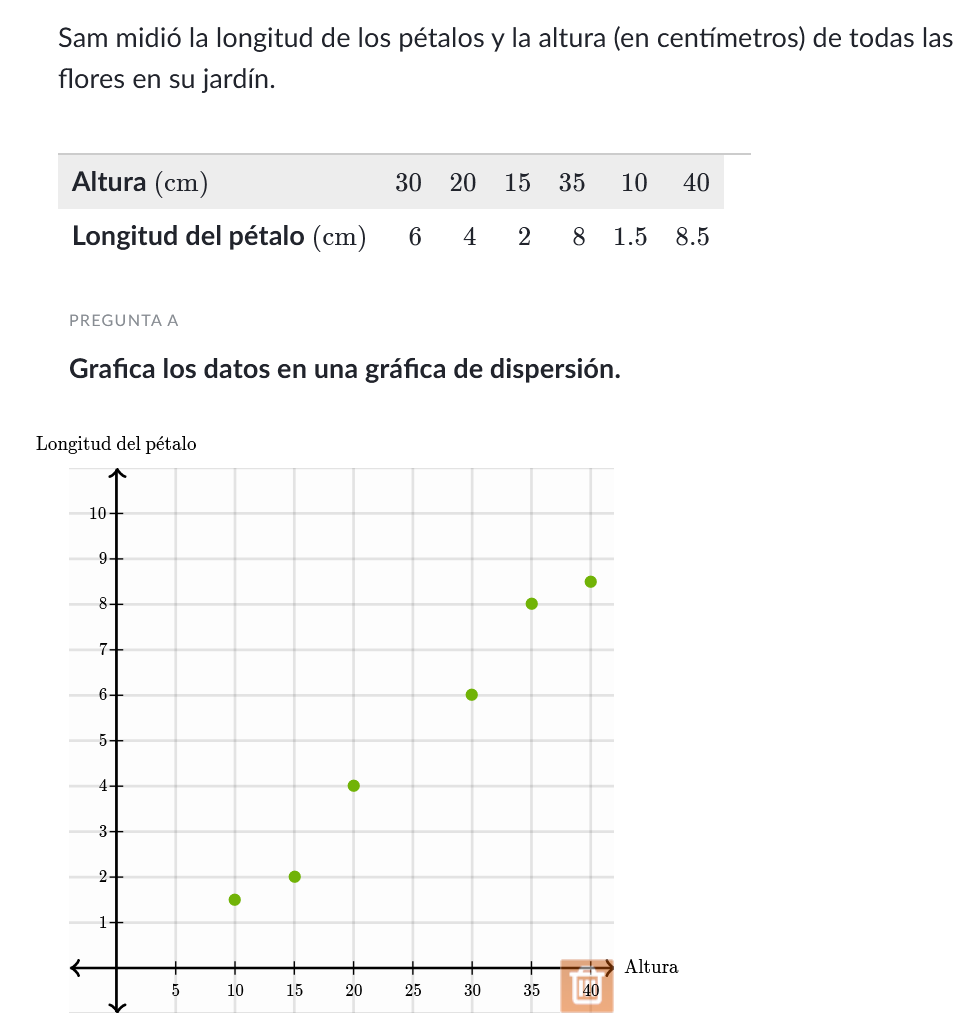 Sam midió la longitud de los pétalos y la altura (en centímetros) de todas las
flores en su jardín.
Altura (cm) 30 20 15 35 10 40
Longitud del pétalo (cm) 6 4 2 8 1.5 8.5
PREGUNTA A
Grafica los datos en una gráfica de dispersión.
Longitud del pétalo
10
9
8
7
6
5
4
3
2
1
Altura
5 10 15 20 25 30 35 40